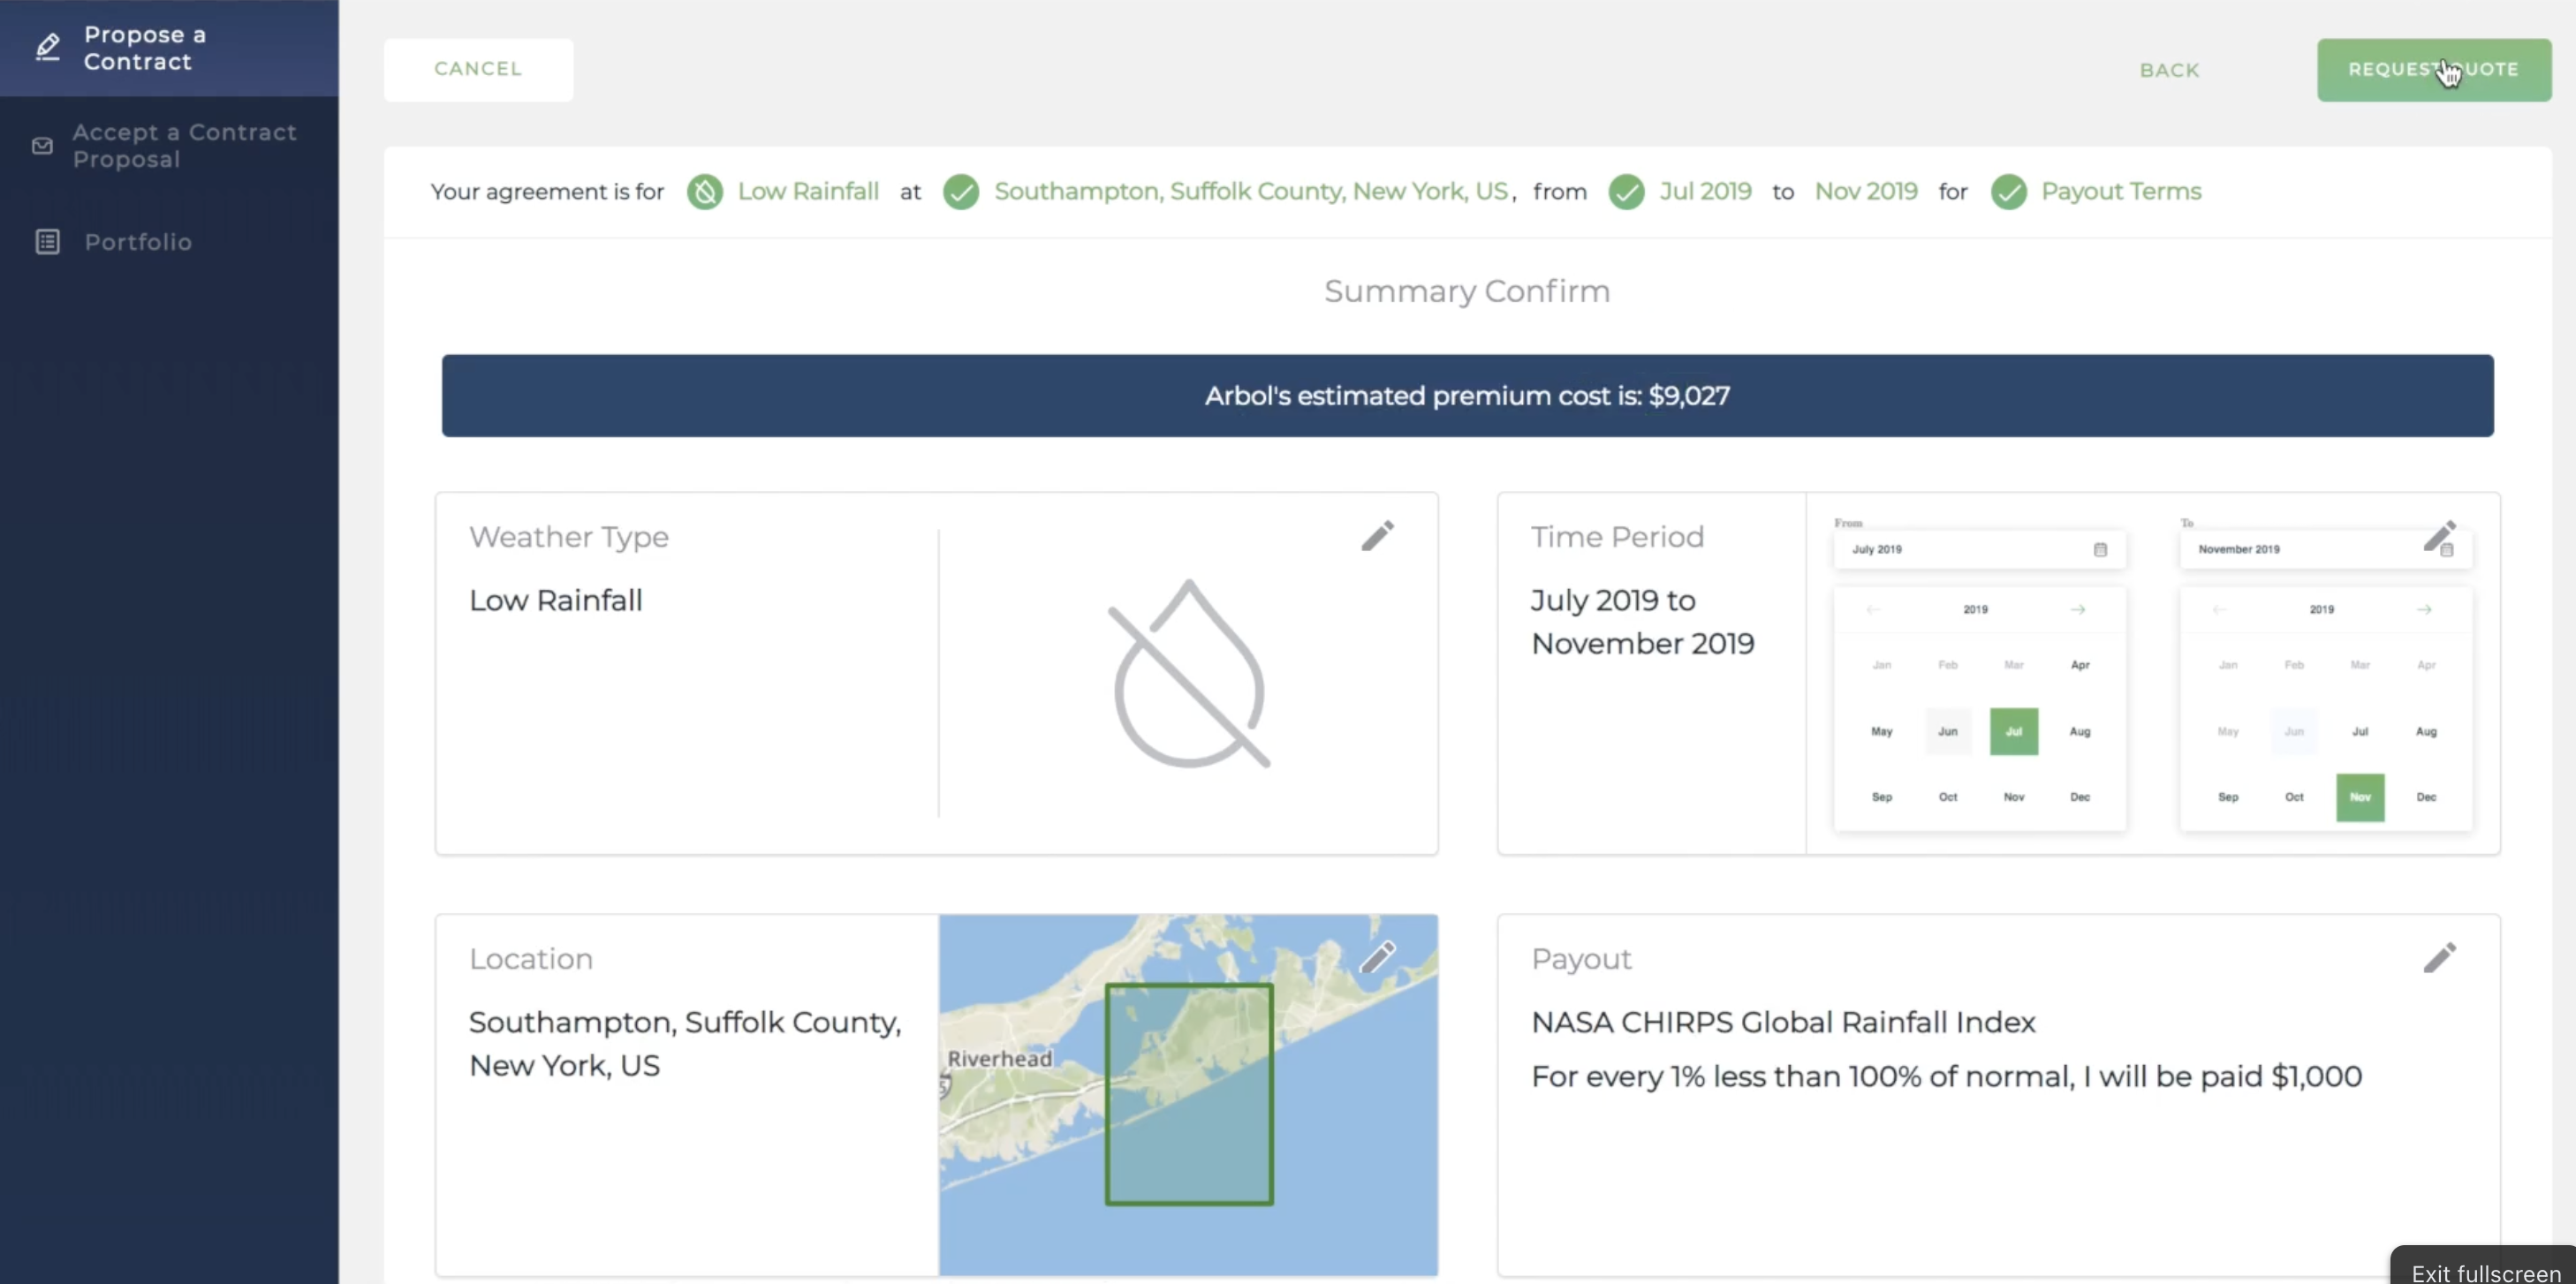 Propose a
Contract
Accept a Contract
Proposal
Portfolio
CANCEL
BACK
REQUEST QUOTE
Your agreement is for Low Rainfall at Southampton, Suffolk County, New York, US, from Jul 2019 to Nov 2019 for Payout Terms
Summary Confirm
Arbol's estimated premium cost is: $9,027
Weather Type
Low Rainfall
Time Period
July 2019 to
November 2019
From
July 2019
2019
Jan Feb Mar Apr
May Jun Jul Aug
Sep Oct Nov Dec
To
November 2019
2019
Jan Feb Mar Apr
May Jun Jul Aug
Sep Oct Nov Dec
Location
Southampton, Suffolk County,
New York, US
Riverhead
Payout
NASA CHIRPS Global Rainfall Index
For every 1% less than 100% of normal, I will be paid $1,000
Exit fullscreen